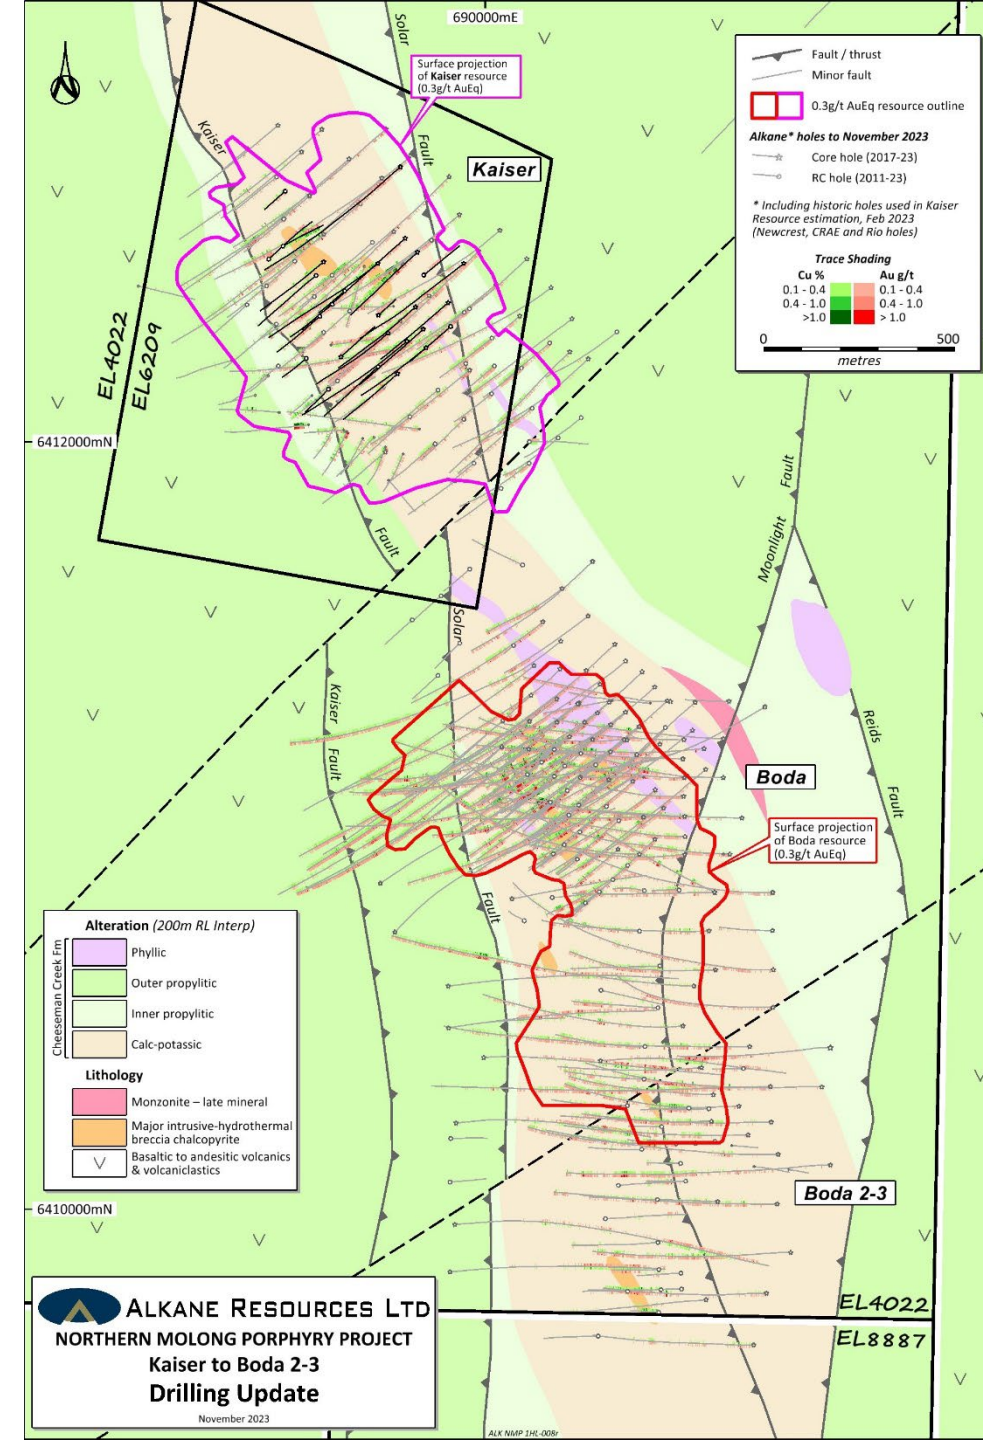 690000mE
Solar
Surface projection
of Kaiser resource
(0.3g/t AuEq)
Fault
Kaiser
Kaiser
Fault / thrust
Minor fault
0.3g/t AuEq resource outline
Alkane* holes to November 2023
Core hole (2017-23)
RC hole (2011-23)
* Including historic holes used in Kaiser
Resource estimation, Feb 2023
(Newcrest, CRAE and Rio holes)
Trace Shading
Cu % Au g/t
0.1 - 0.4 0.1 - 0.4
0.4 - 1.0 0.4 - 1.0
>1.0 > 1.0
0 500
metres
EL4022
EL6209
6412000mN
Fault
Fault
Moonlight
Solar
Kaiser
Fault
Reids
Fault
Boda
Surface projection
of Boda resource
(0.3g/t AuEq)
Fault
Alteration (200m RL Interp)
Cheeseman Creek Fm
Phyllic
Outer propylitic
Inner propylitic
Calc-potassic
Lithology
Monzonite – late mineral
Major intrusive-hydrothermal
breccia chalcopyrite
Basaltic to andesitic volcanics
& volcaniclastics
Boda 2-3
6410000mN
EL4022
EL8887
ALKANE RESOURCES LTD
NORTHERN MOLONG PORPHYRY PROJECT
Kaiser to Boda 2-3
Drilling Update
November 2023
ALK NMP 1HL-008r